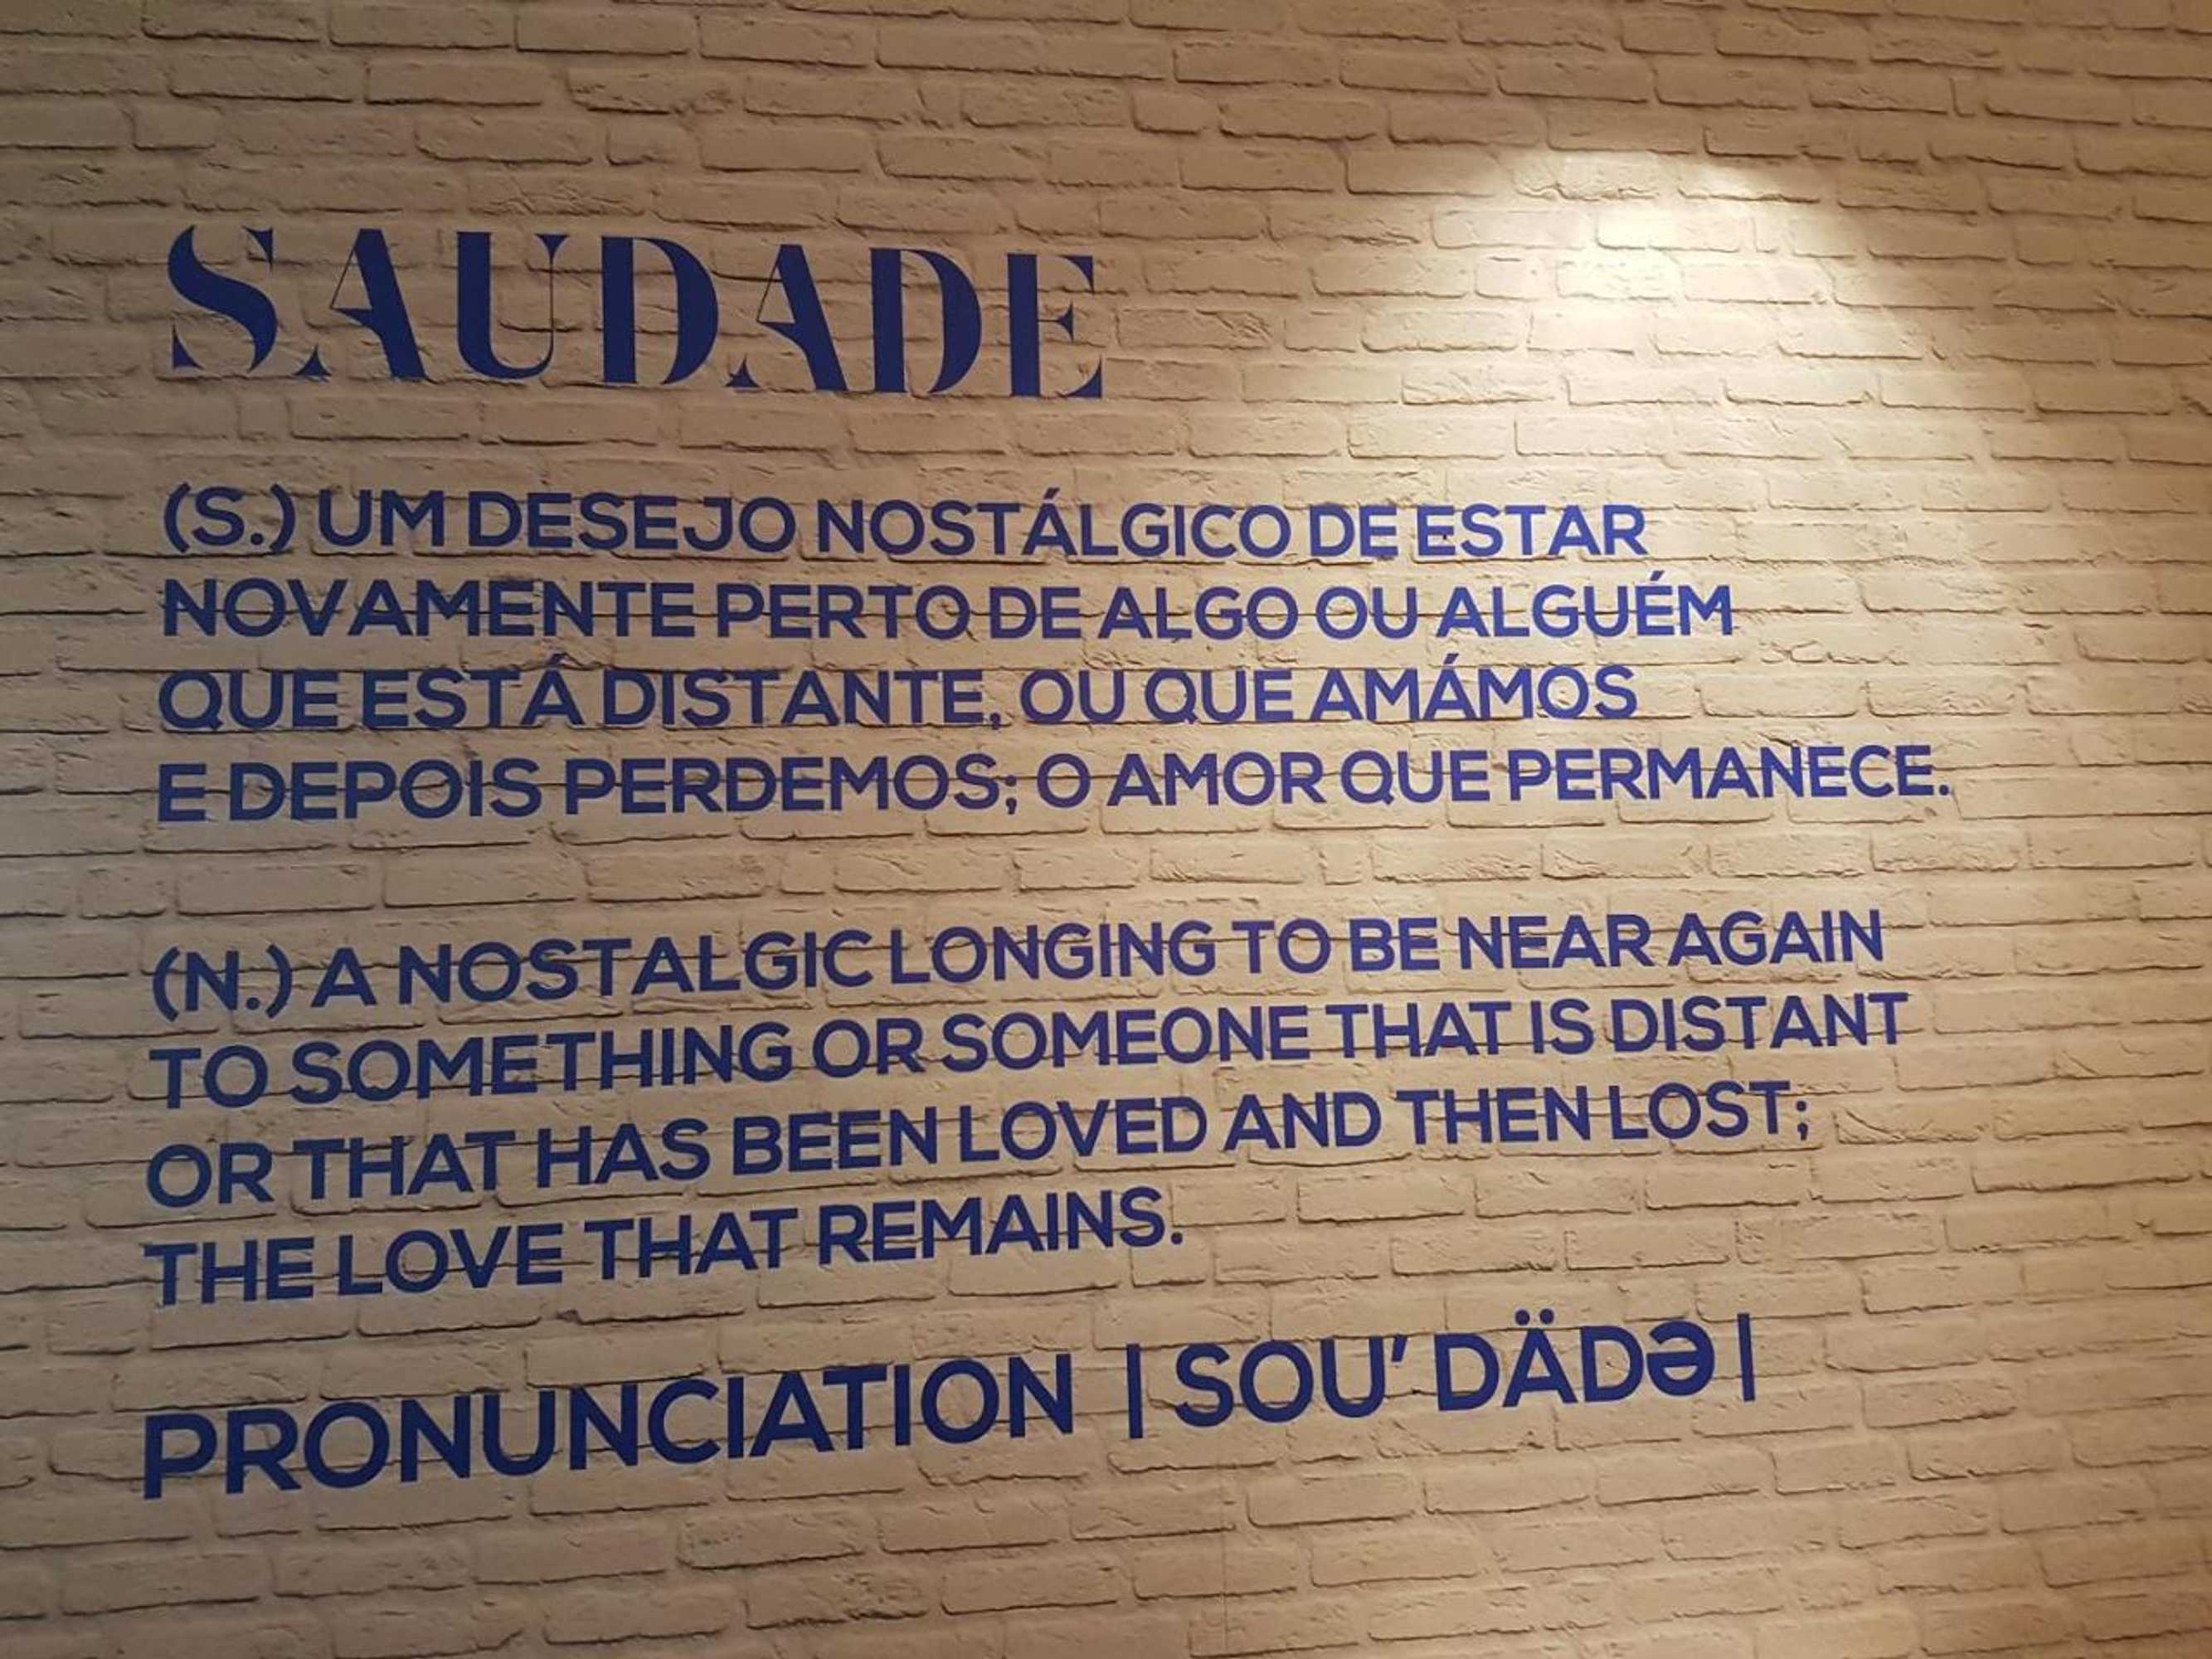 SAUDADE
(S.) UM DESEJO NOSTÁLGICO DE ESTAR
NOVAMENTE PERTO DE ALGO OU ALGUÉM
QUE ESTÁ DISTANTE, OU QUE AMÁMOS
E DEPOIS PERDEMOS; O AMOR QUE PERMANECE.
(N.) A NOSTALGIC LONGING TO BE NEAR AGAIN
TO SOMETHING OR SOMEONE THAT IS DISTANT
OR THAT HAS BEEN LOVED AND THEN LOST;
THE LOVE THAT REMAINS.
PRONUNCIATION | SOU' DÄDƏ |